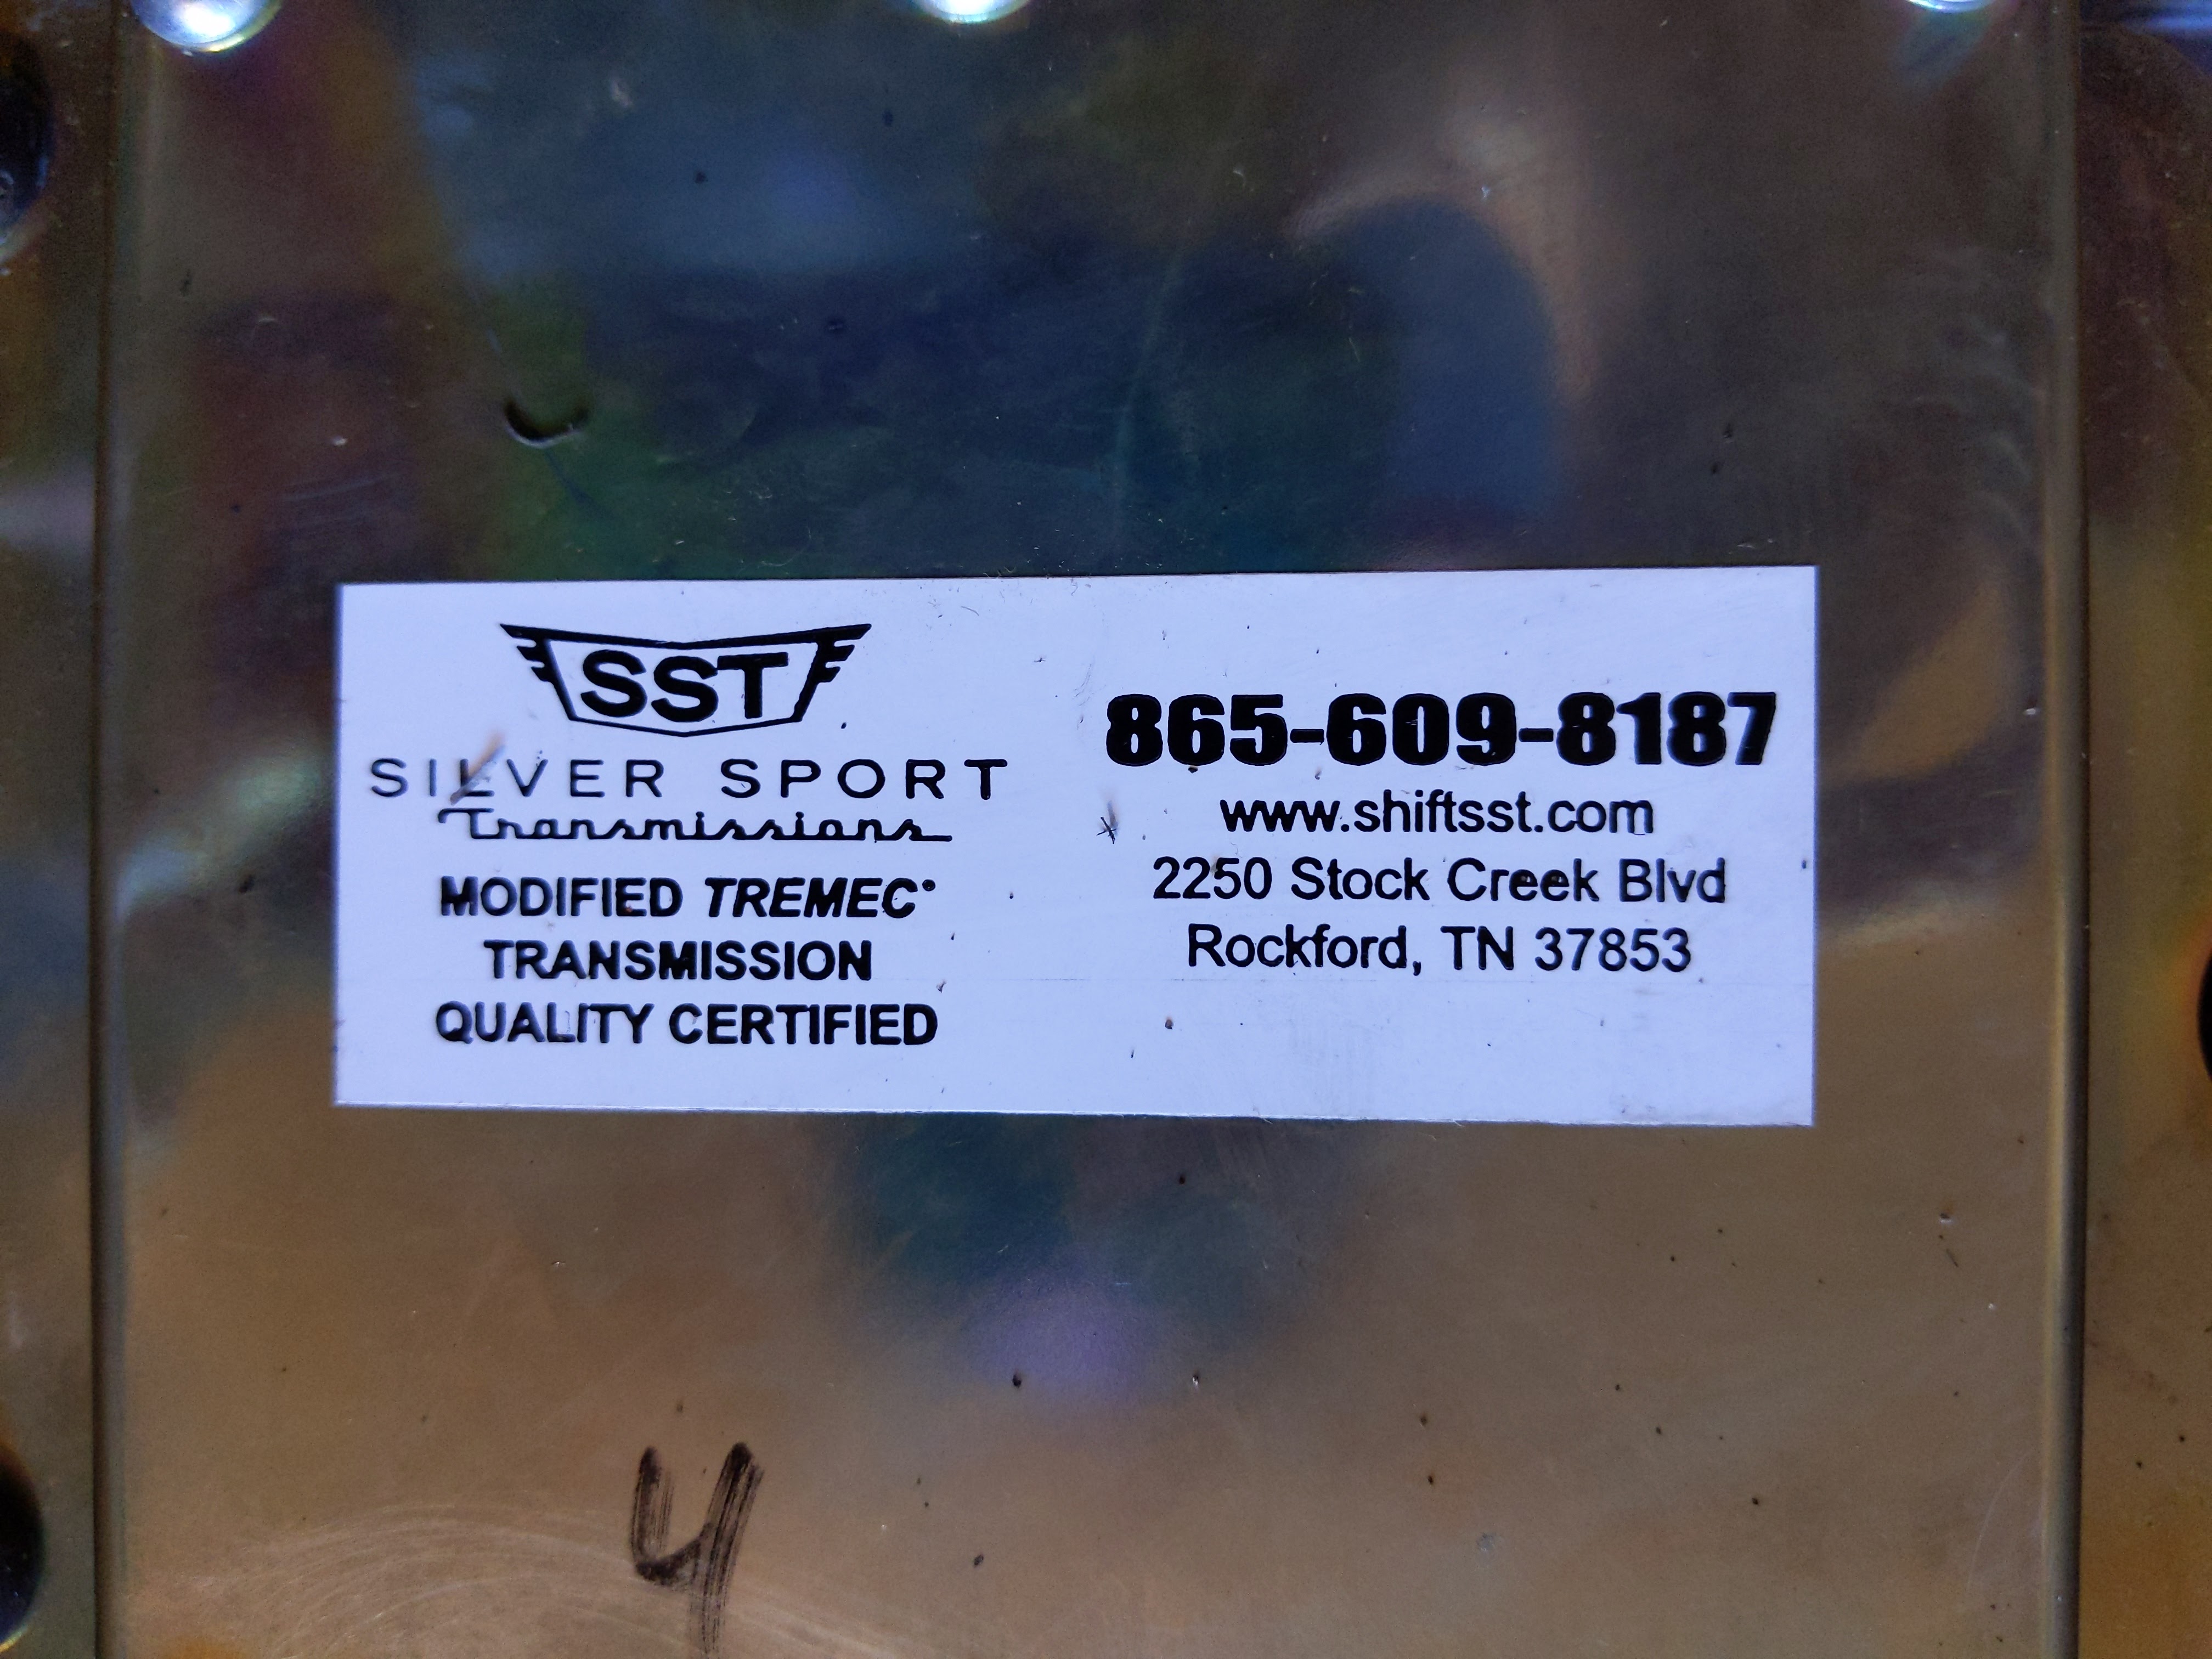 SST
SILVER SPORT
Transmissions
MODIFIED TREMEC®
TRANSMISSION
QUALITY CERTIFIED
865-609-8187
www.shiftsst.com
2250 Stock Creek Blvd
Rockford, TN 37853
4